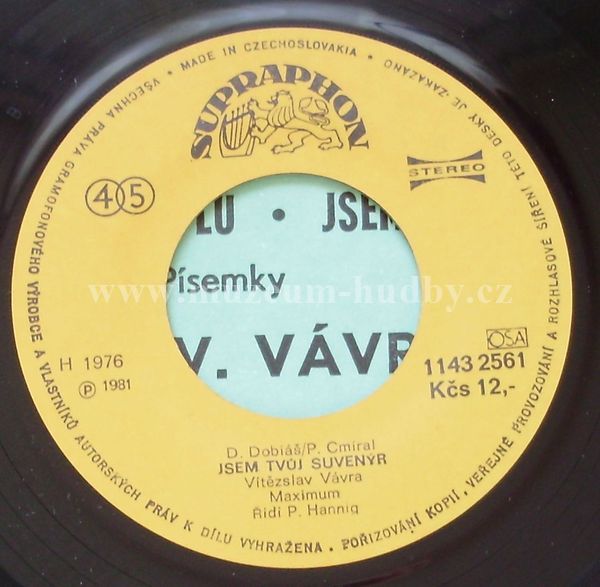 VŠECHNA PRÁVA GRAMOFONOVÉHO VÝROBCE A VLASTNÍKŮ AUTORSKÝCH PRÁV K DÍLU VYHRAŽENA. POŘIZOVÁNÍ KOPIÍ, VEŘEJNÉ PROVOZOVÁNÍ A ROZHLASOVÉ ŠÍŘENÍ TÉTO DESKY JE ZAKÁZÁNO • MADE IN CZECHOSLOVAKIA •
SUPRAPHON
STEREO
45
LU • JSEM
Písemky
www.muzeum-hudby.cz
V. VÁVR
H 1976
Ⓟ 1981
OSA
1143 2561
Kčs 12,-
D. Dobiáš/P. Cmíral
JSEM TVŮJ SUVENÝR
Vítězslav Vávra
Maximum
Řídí P. Hannig